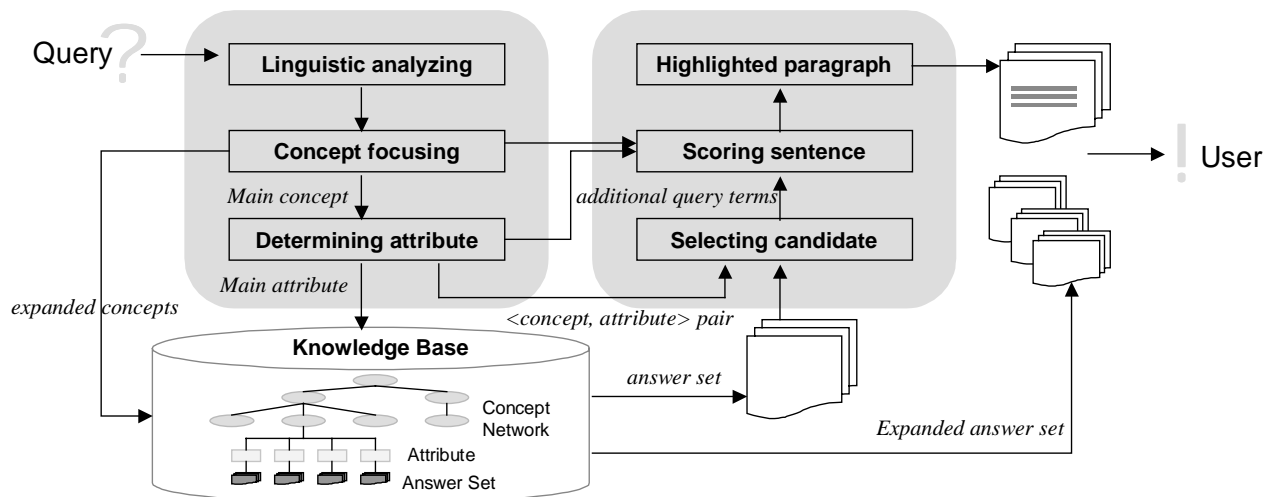 Query ?
Linguistic analyzing
Concept focusing
Main concept
Determining attribute
Main attribute
expanded concepts
Highlighted paragraph
Scoring sentence
additional query terms
Selecting candidate
<concept, attribute> pair
! User
Knowledge Base
Concept
Network
Attribute
Answer Set
answer set
Expanded answer set